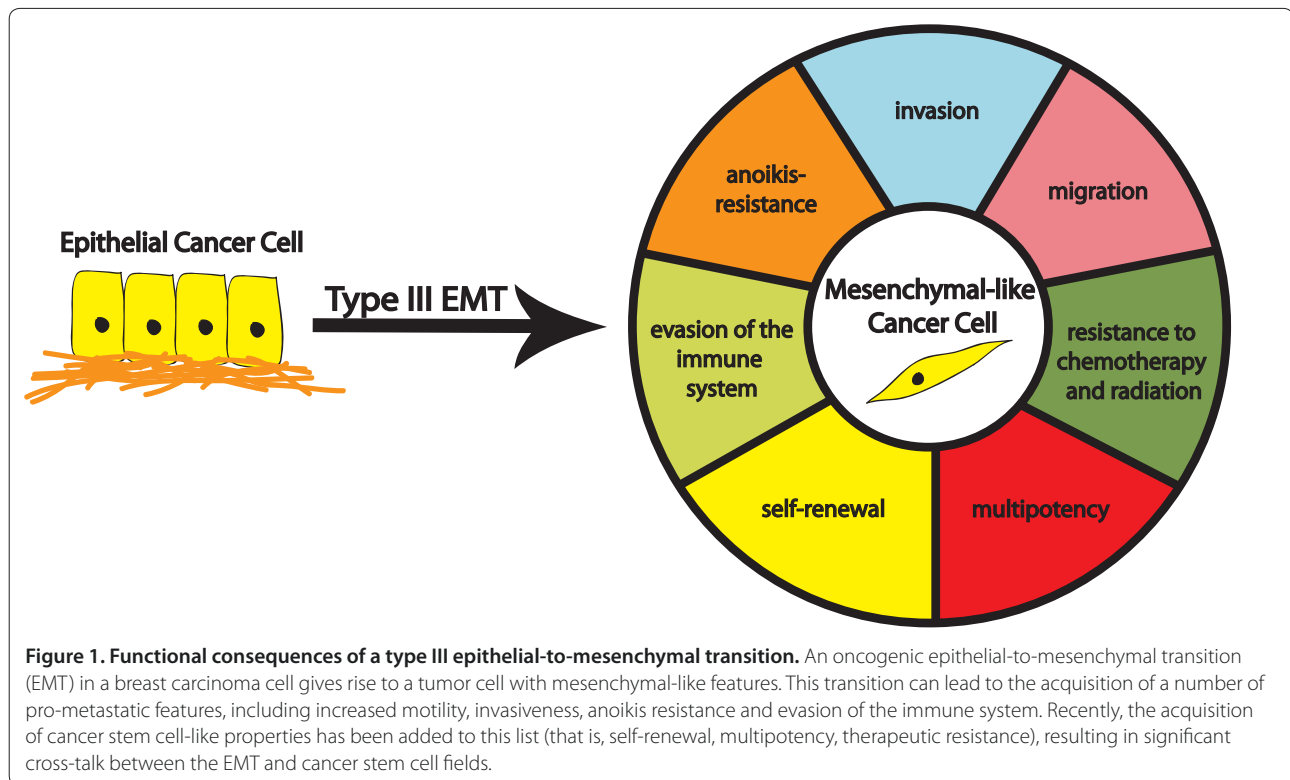 Epithelial Cancer Cell
Type III EMT
invasion
migration
resistance to
chemotherapy
and radiation
multipotency
self-renewal
evasion of the
immune
system
anoikis-
resistance
Mesenchymal-like
Cancer Cell
Figure 1. Functional consequences of a type III epithelial-to-mesenchymal transition. An oncogenic epithelial-to-mesenchymal transition
(EMT) in a breast carcinoma cell gives rise to a tumor cell with mesenchymal-like features. This transition can lead to the acquisition of a number of
pro-metastatic features, including increased motility, invasiveness, anoikis resistance and evasion of the immune system. Recently, the acquisition
of cancer stem cell-like properties has been added to this list (that is, self-renewal, multipotency, therapeutic resistance), resulting in significant
cross-talk between the EMT and cancer stem cell fields.